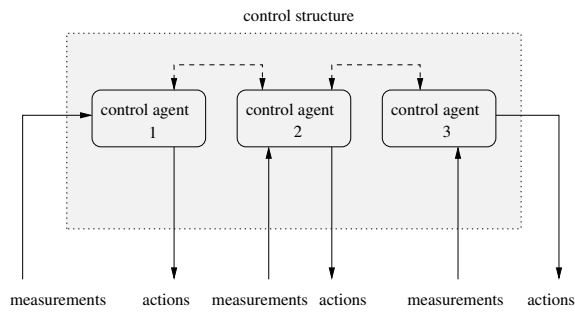 control structure
control agent
1
control agent
2
control agent
3
measurements
actions
measurements
actions
measurements
actions